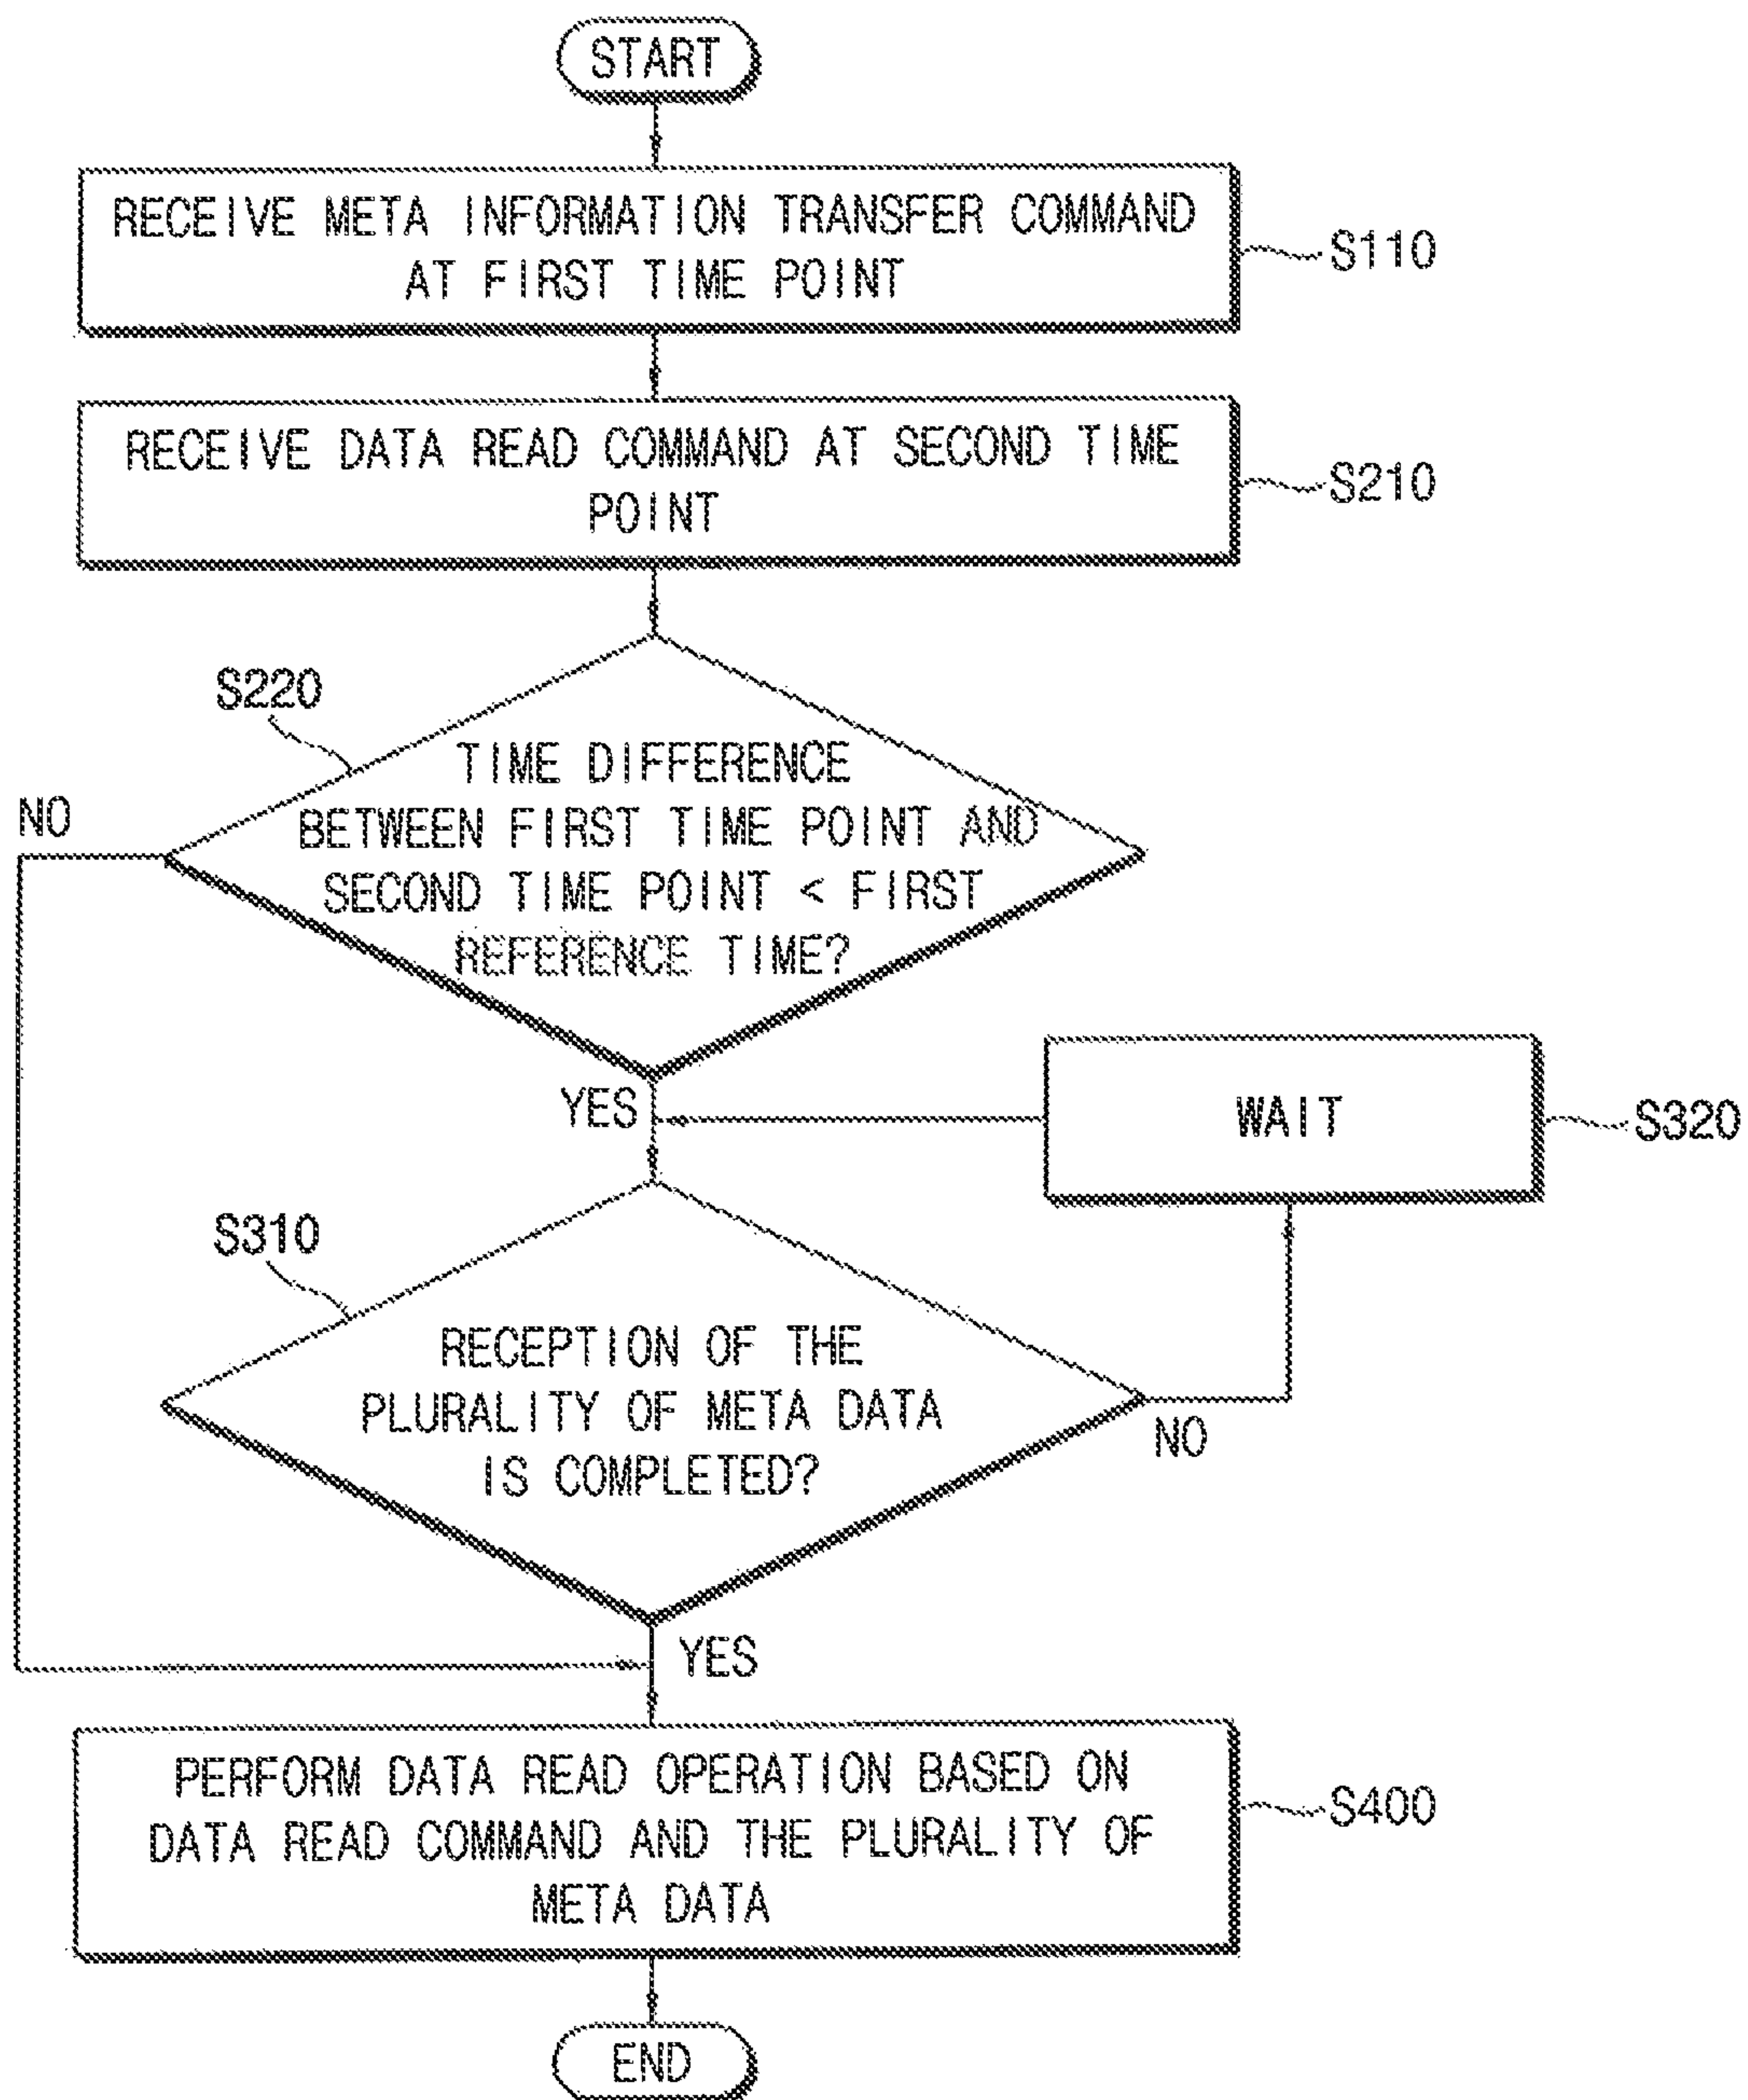 START
RECEIVE META INFORMATION TRANSFER COMMAND
AT FIRST TIME POINT
S110
RECEIVE DATA READ COMMAND AT SECOND TIME
POINT
S210
S220
TIME DIFFERENCE
BETWEEN FIRST TIME POINT AND
SECOND TIME POINT < FIRST
REFERENCE TIME?
NO
YES
WAIT
S320
S310
RECEPTION OF THE
PLURALITY OF META DATA
IS COMPLETED?
NO
YES
PERFORM DATA READ OPERATION BASED ON
DATA READ COMMAND AND THE PLURALITY OF
META DATA
S400
END